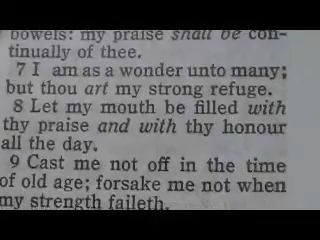 bowels: my praise shall be con-
tinually of thee.
7 I am as a wonder unto many;
but thou art my strong refuge.
8 Let my mouth be filled with
thy praise and with thy honour
all the day.
9 Cast me not off in the time
of old age; forsake me not when
my strength faileth.